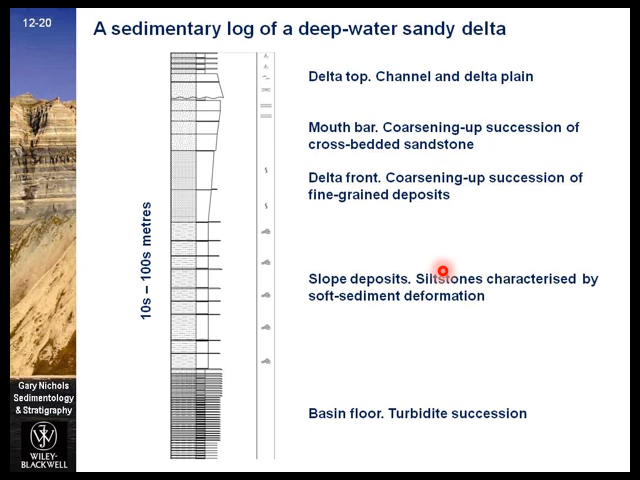 12-20
A sedimentary log of a deep-water sandy delta
Delta top. Channel and delta plain
Mouth bar. Coarsening-up succession of
cross-bedded sandstone
Delta front. Coarsening-up succession of
fine-grained deposits
10s – 100s metres
Slope deposits. Siltstones characterised by
soft-sediment deformation
Basin floor. Turbidite succession
Gary Nichols
Sedimentology
& Stratigraphy
WILEY-
BLACKWELL